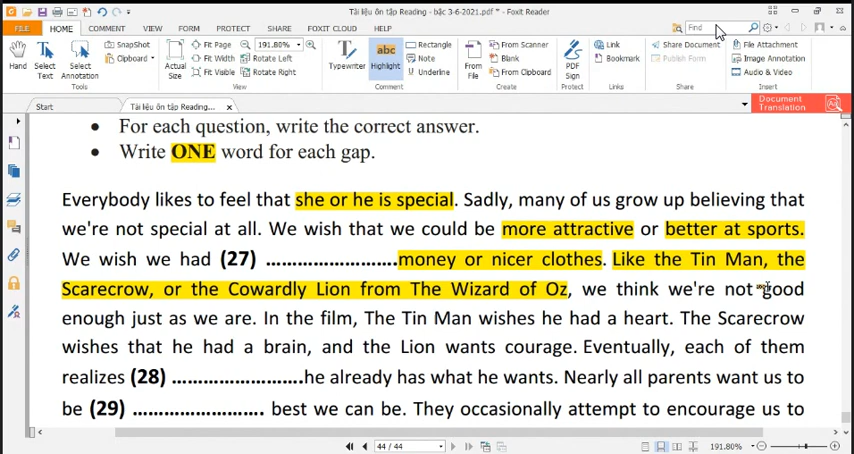 Tài liệu ôn tập Reading - bậc 3-6-2021.pdf * - Foxit Reader
FILE HOME COMMENT VIEW FORM PROTECT SHARE FOXIT CLOUD HELP
Find
Hand
Select Text
Select Annotation
SnapShot
Clipboard
Tools
Actual Size
Fit Page
Fit Width
Fit Visible
191.80%
Rotate Left
Rotate Right
View
Typewriter
abc
Highlight
Rectangle
Note
Underline
Comment
From File
From Scanner
Blank
From Clipboard
Create
PDF Sign
Protect
Link
Bookmark
Links
Share Document
Publish Form
Share
File Attachment
Image Annotation
Audio & Video
Insert
Start
Tài liệu ôn tập Reading...
Document Translation
• For each question, write the correct answer.
• Write ONE word for each gap.
Everybody likes to feel that she or he is special. Sadly, many of us grow up believing that
we're not special at all. We wish that we could be more attractive or better at sports.
We wish we had (27) ……………………….money or nicer clothes. Like the Tin Man, the
Scarecrow, or the Cowardly Lion from The Wizard of Oz, we think we're not good
enough just as we are. In the film, The Tin Man wishes he had a heart. The Scarecrow
wishes that he had a brain, and the Lion wants courage. Eventually, each of them
realizes (28) ……………………….he already has what he wants. Nearly all parents want us to
be (29) ………………………. best we can be. They occasionally attempt to encourage us to
44 / 44
191.80%